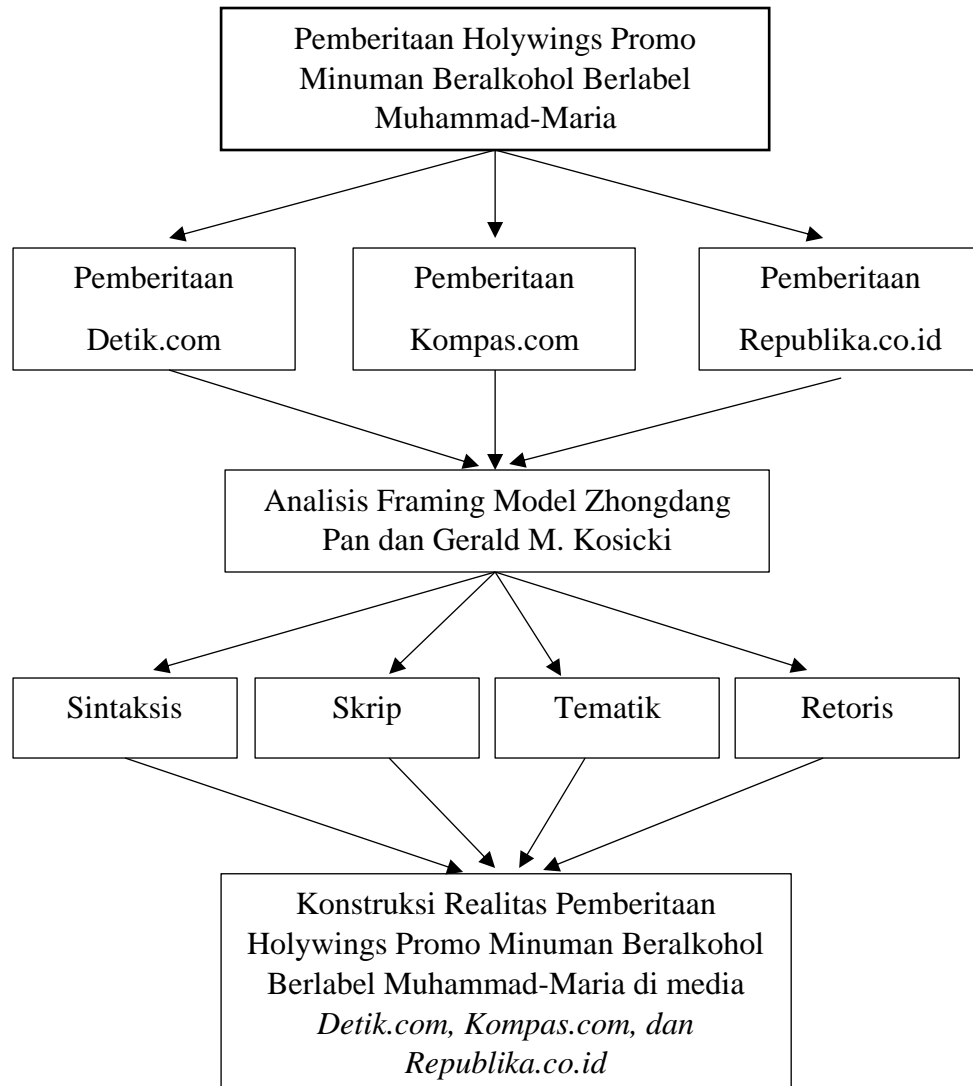 Pemberitaan Holywings Promo
Minuman Beralkohol Berlabel
Muhammad-Maria
Pemberitaan
Detik.com
Pemberitaan
Kompas.com
Pemberitaan
Republika.co.id
Analisis Framing Model Zhongdang
Pan dan Gerald M. Kosicki
Sintaksis
Skrip
Tematik
Retoris
Konstruksi Realitas Pemberitaan
Holywings Promo Minuman Beralkohol
Berlabel Muhammad-Maria di media
Detik.com, Kompas.com, dan
Republika.co.id